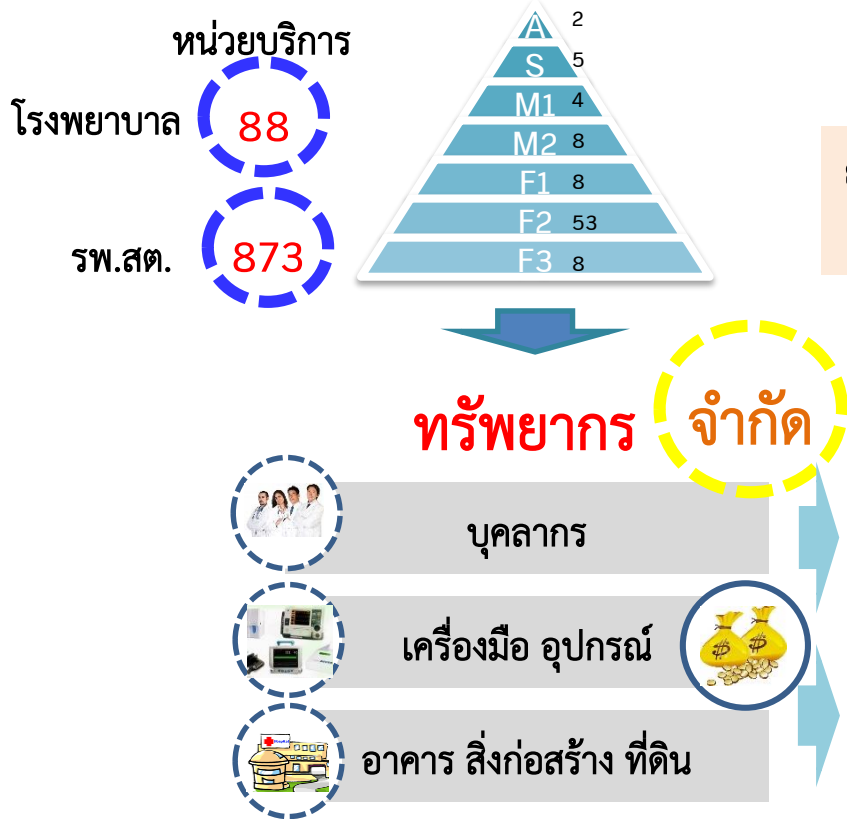 หน่วยบริการ
โรงพยาบาล 88
รพ.สต. 873
A 2
S 5
M1 4
M2 8
F1 8
F2 53
F3 8
ทรัพยากร จำกัด
บุคลากร
เครื่องมือ อุปกรณ์
อาคาร สิ่งก่อสร้าง ที่ดิน